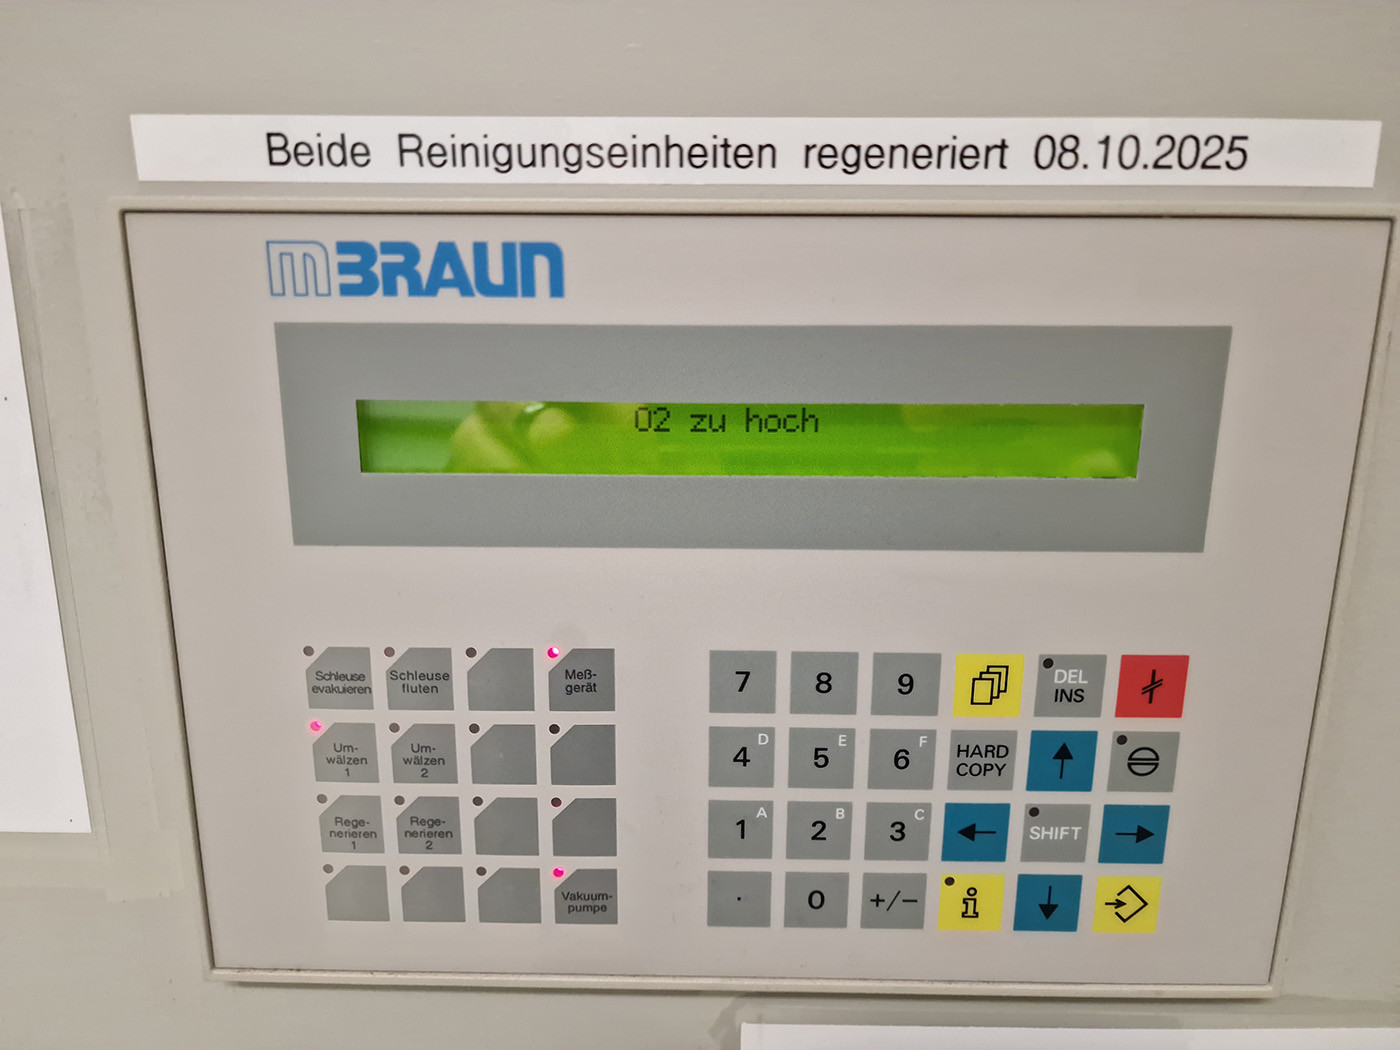 Beide Reinigungseinheiten regeneriert 08.10.2025
mBRAUN
O2 zu hoch
Schleuse
evakuieren
Schleuse
fluten
Meß-
gerät
Um-
wälzen
1
Um-
wälzen
2
Rege-
nerieren
1
Rege-
nerieren
2
Vakuum-
pumpe
7
8
9
DEL
INS
4 D
5 E
6 F
HARD
COPY
1 A
2 B
3 C
SHIFT
.
0
+/-
i